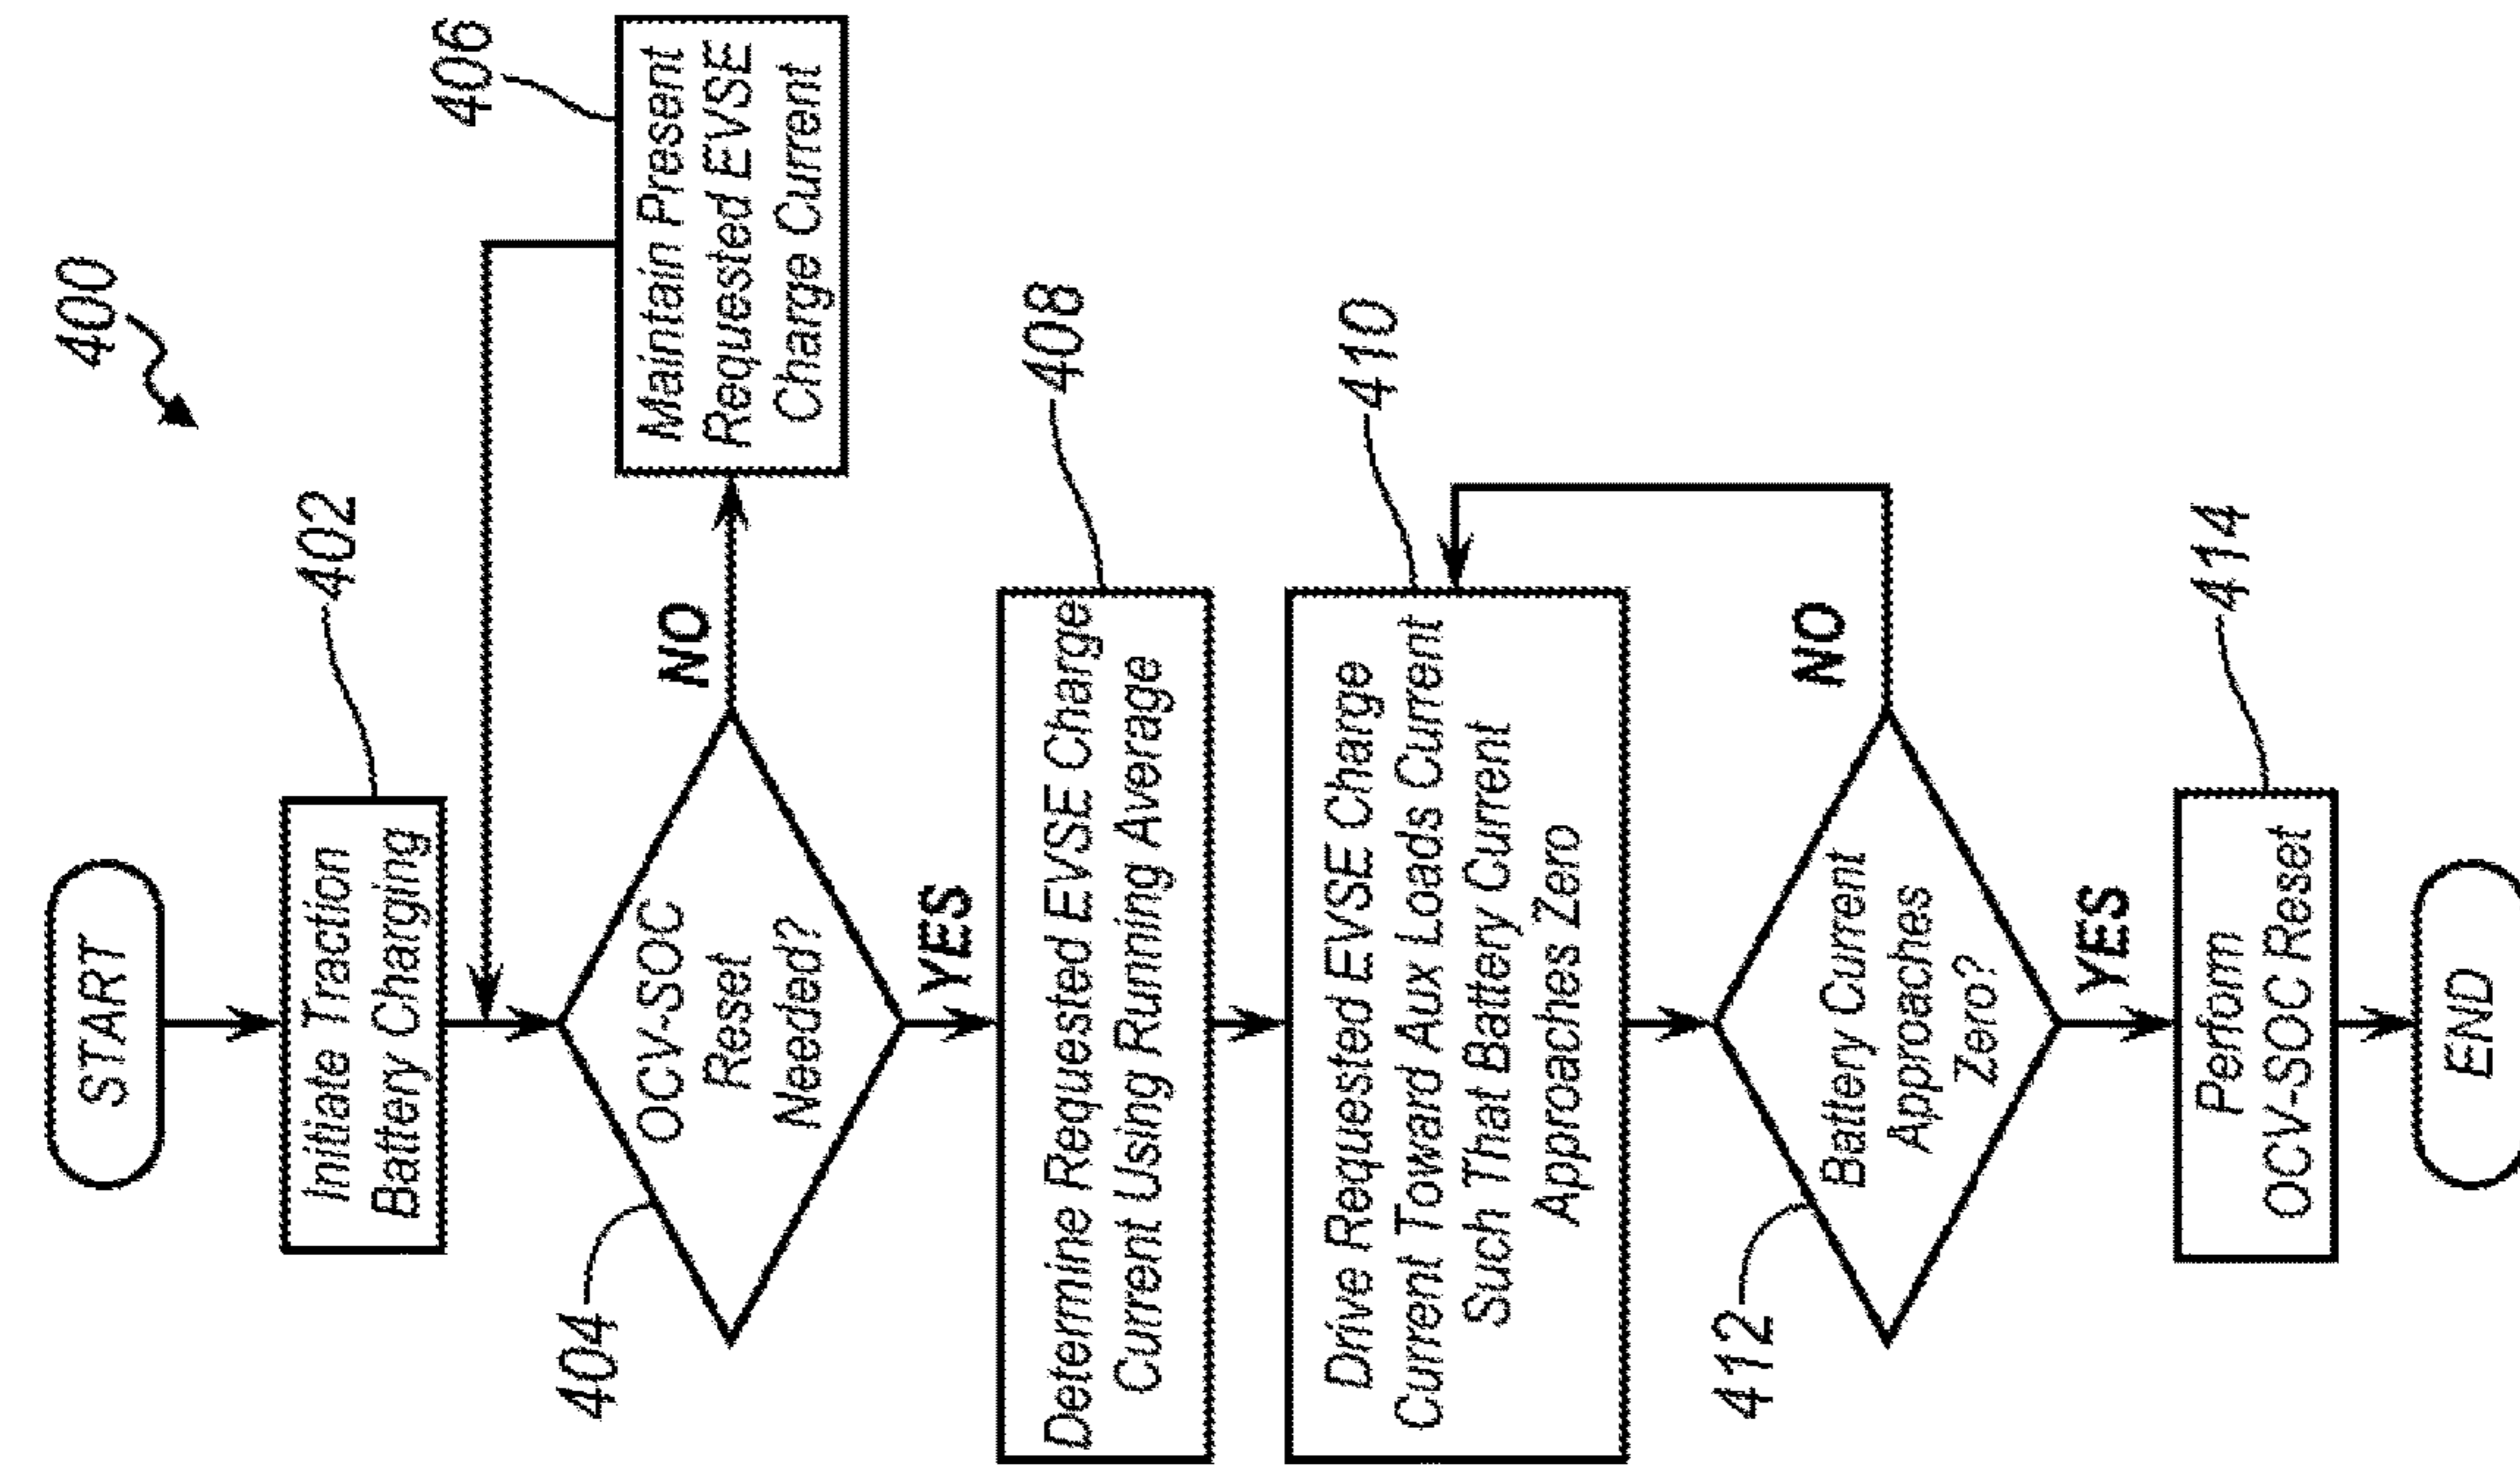 400
START
402
Initiate Traction
Battery Charging
404
OCV-SOC
Reset
Needed?
NO
406
Maintain Present
Requested EVSE
Charge Current
YES
408
Determine Requested EVSE Charge
Current Using Running Average
410
Drive Requested EVSE Charge
Current Toward Aux Loads Current
Such That Battery Current
Approaches Zero
412
Battery Current
Approaches
Zero?
NO
YES
414
Perfom
OCV-SOC Reset
END